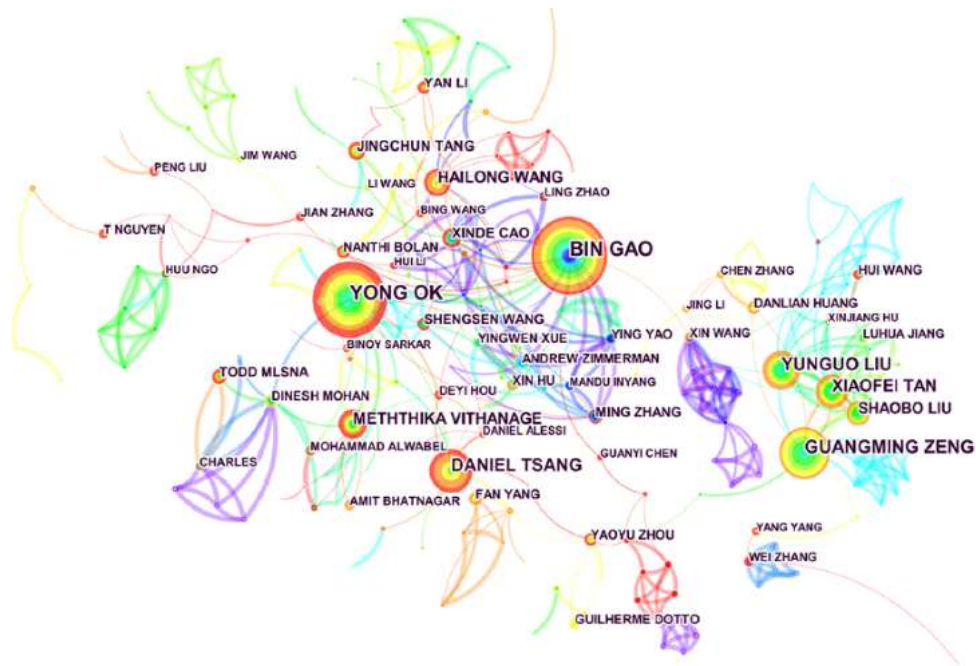 YAN LI
JINGCHUN TANG
JIM WANG
PENG LIU
LI WANG
HAILONG WANG
LING ZHAO
BING WANG
JIAN ZHANG
T NGUYEN
XINDE CAO
NANTHI BOLAN
BIN GAO
HUI LI
HUU NGO
CHEN ZHANG
HUI WANG
YONG OK
JING LI
DANLIAN HUANG
XINJIANG HU
SHENGSEN WANG
YINGWEN XUE
YING YAO
XIN WANG
LUHUA JIANG
BINOY SARKAR
ANDREW ZIMMERMAN
YUNGUO LIU
TODD MLSNA
XIN HU
MANDU INYANG
XIAOFEI TAN
DINESH MOHAN
DEYI HOU
SHAOBO LIU
METHTHIKA VITHANAGE
MING ZHANG
DANIEL ALESSI
MOHAMMAD ALWABEL
GUANGMING ZENG
GUANYI CHEN
CHARLES
DANIEL TSANG
AMIT BHATNAGAR
FAN YANG
YANG YANG
YAOYU ZHOU
WEI ZHANG
GUILHERME DOTTO